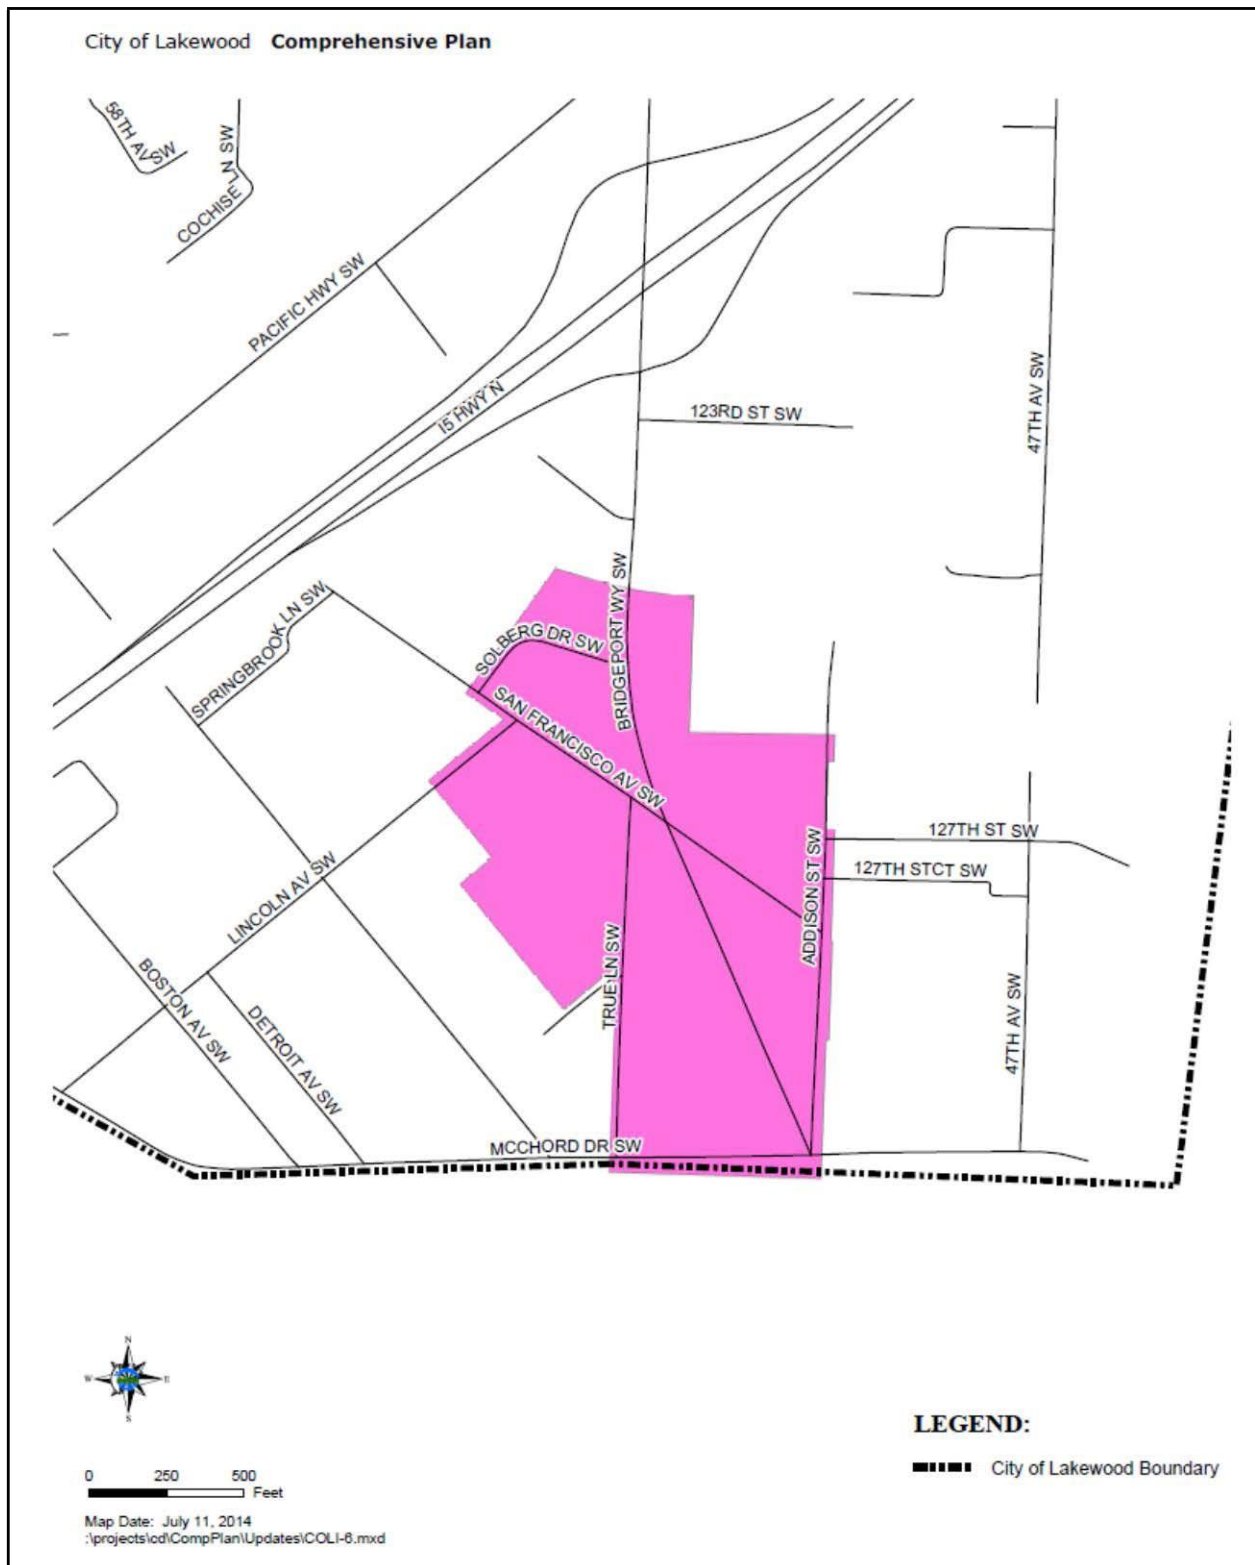 City of Lakewood Comprehensive Plan
58TH AV SW
COCHISE LN SW
PACIFIC HWY SW
I5 HWY N
123RD ST SW
47TH AV SW
BRIDGEPORT WY SW
SPRINGBROOK LN SW
SOLBERG DR SW
SAN FRANCISCO AV SW
127TH ST SW
127TH STCT SW
ADDISON ST SW
LINCOLN AV SW
TRUE LN SW
BOSTON AV SW
DETROIT AV SW
47TH AV SW
MCCHORD DR SW
N
W E
S
LEGEND:
City of Lakewood Boundary
0 250 500
Feet
Map Date: July 11, 2014
:\projects\cd\CompPlan\Updates\COLI-6.mxd